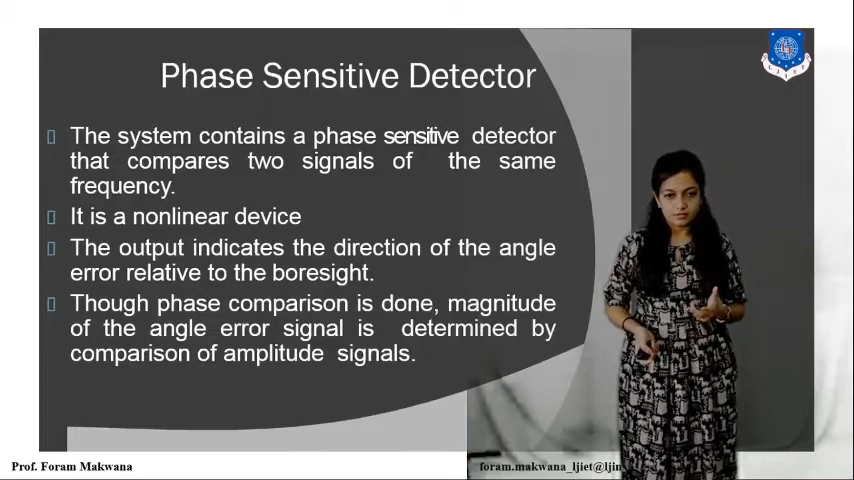 Phase Sensitive Detector
The system contains a phase sensitive detector
that compares two signals of the same
frequency.
It is a nonlinear device
The output indicates the direction of the angle
error relative to the boresight.
Though phase comparison is done, magnitude
of the angle error signal is determined by
comparison of amplitude signals.
Prof. Foram Makwana
foram.makwana_ljiet@ljin